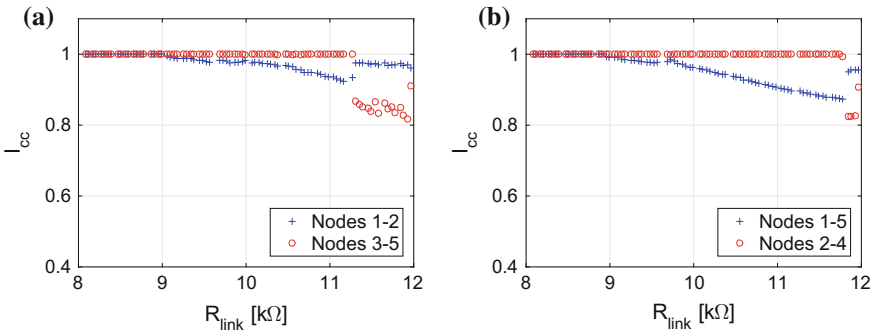 (a)
1
0.8
0.6
0.4
I_cc
8
9
10
11
12
R_link [kΩ]
+ Nodes 1-2
o Nodes 3-5
(b)
1
0.8
0.6
0.4
I_cc
8
9
10
11
12
R_link [kΩ]
+ Nodes 1-5
o Nodes 2-4